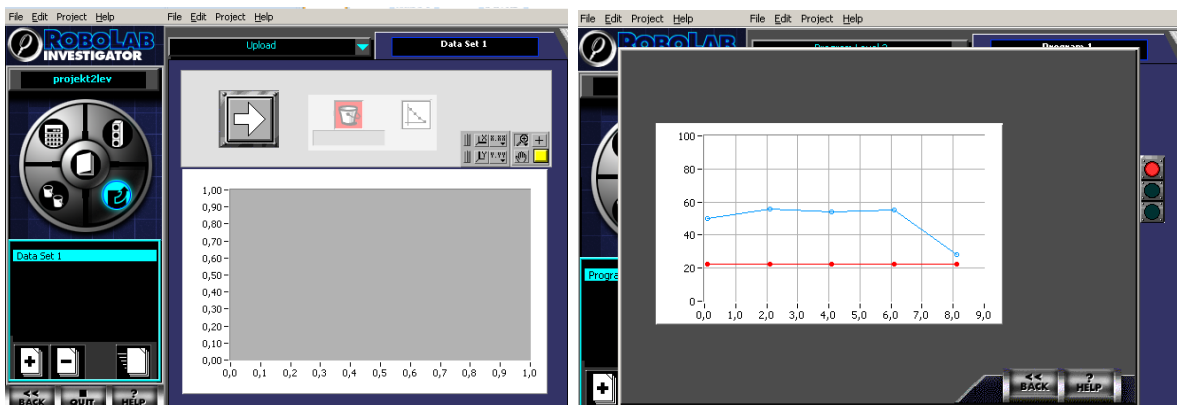 File Edit Project Help
File Edit Project Help
ROBOLAB
INVESTIGATOR
Upload
Data Set 1
projekt2lev
Data Set 1
1,00
0,90
0,80
0,70
0,60
0,50
0,40
0,30
0,20
0,10
0,00
0,0 0,1 0,2 0,3 0,4 0,5 0,6 0,7 0,8 0,9 1,0
<< BACK
QUIT
? HELP
File Edit Project Help
File Edit Project Help
ROBOLAB
Program Level 2
Program 1
Progra
100
80
60
40
20
0
0,0 1,0 2,0 3,0 4,0 5,0 6,0 7,0 8,0 9,0
<< BACK
? HELP